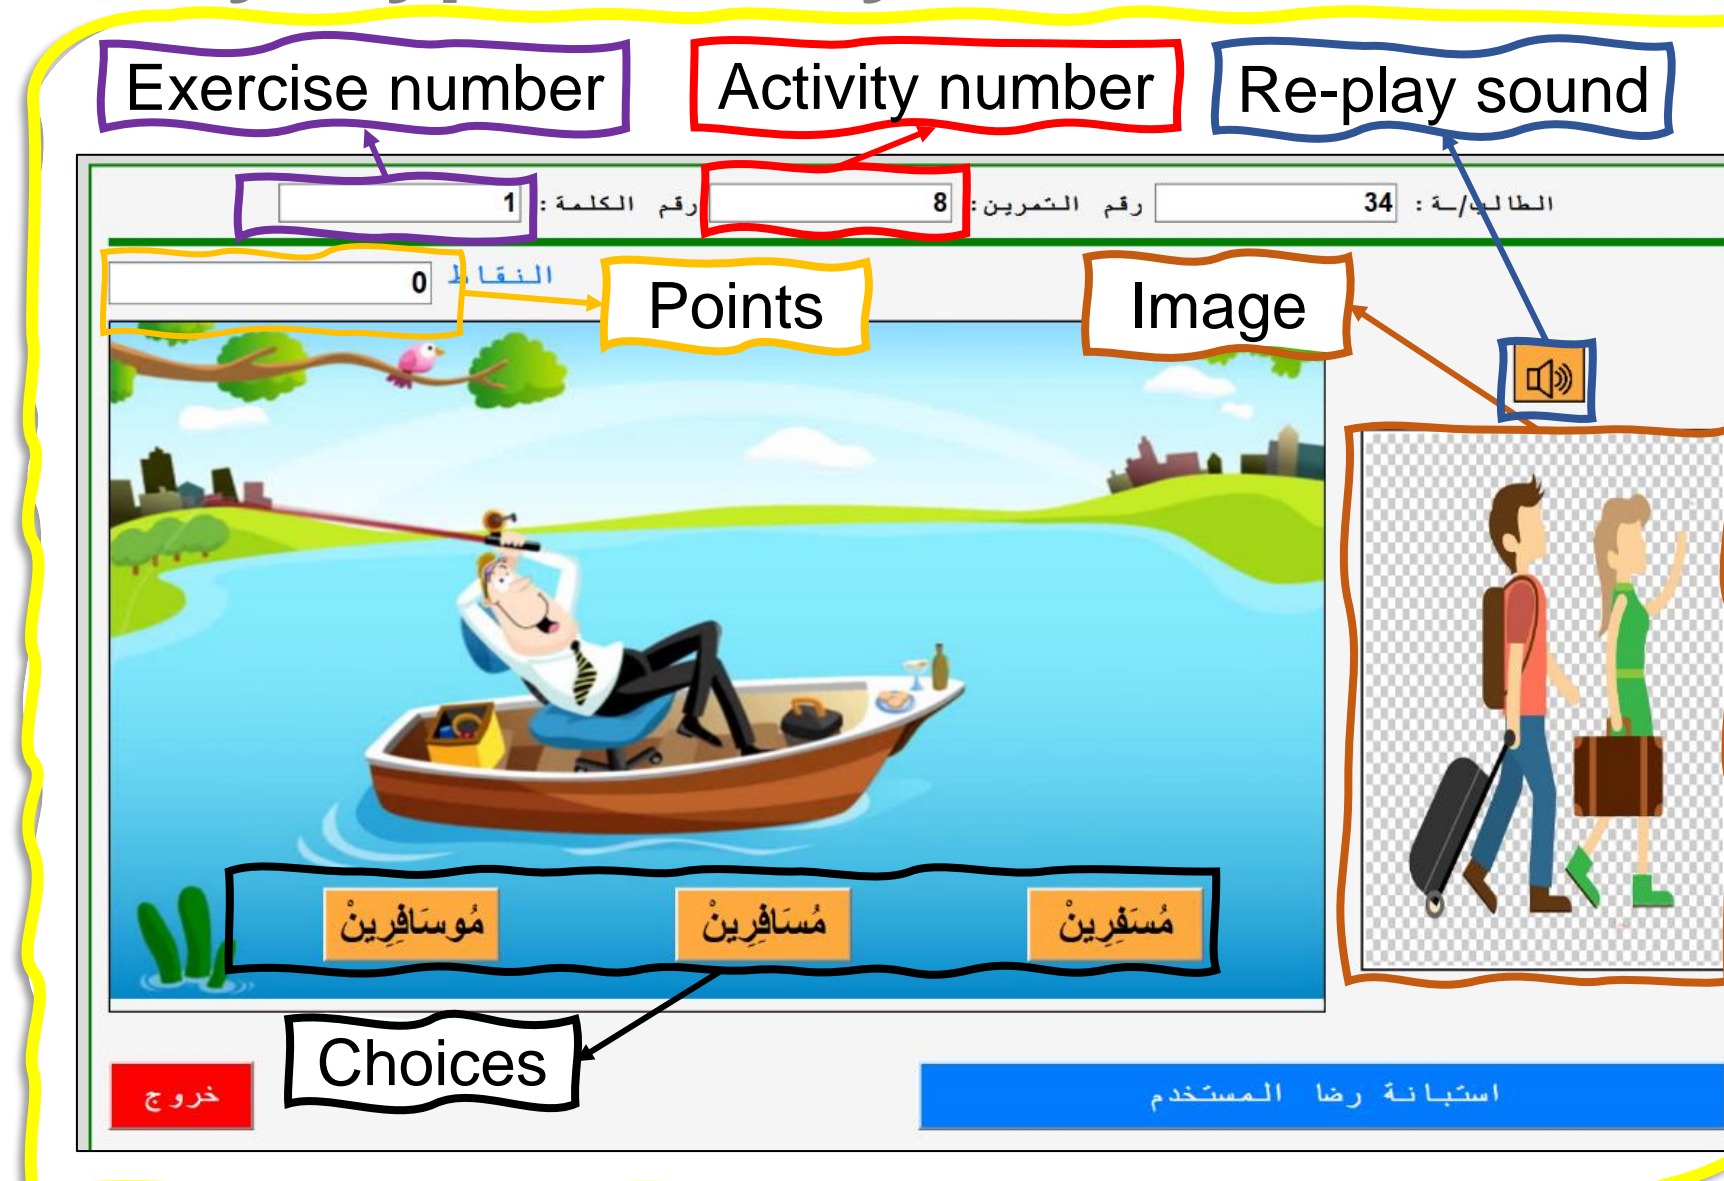 Exercise number
Activity number
Re-play sound
الطالب/ـة: 34
رقم التمرين: 8
رقم الكلمة: 1
النقاط 0
Points
Image
مُسَفِرِينْ
مُسَافِرِينْ
مُوسَافِرِينْ
Choices
استبانة رضا المستخدم
خروج